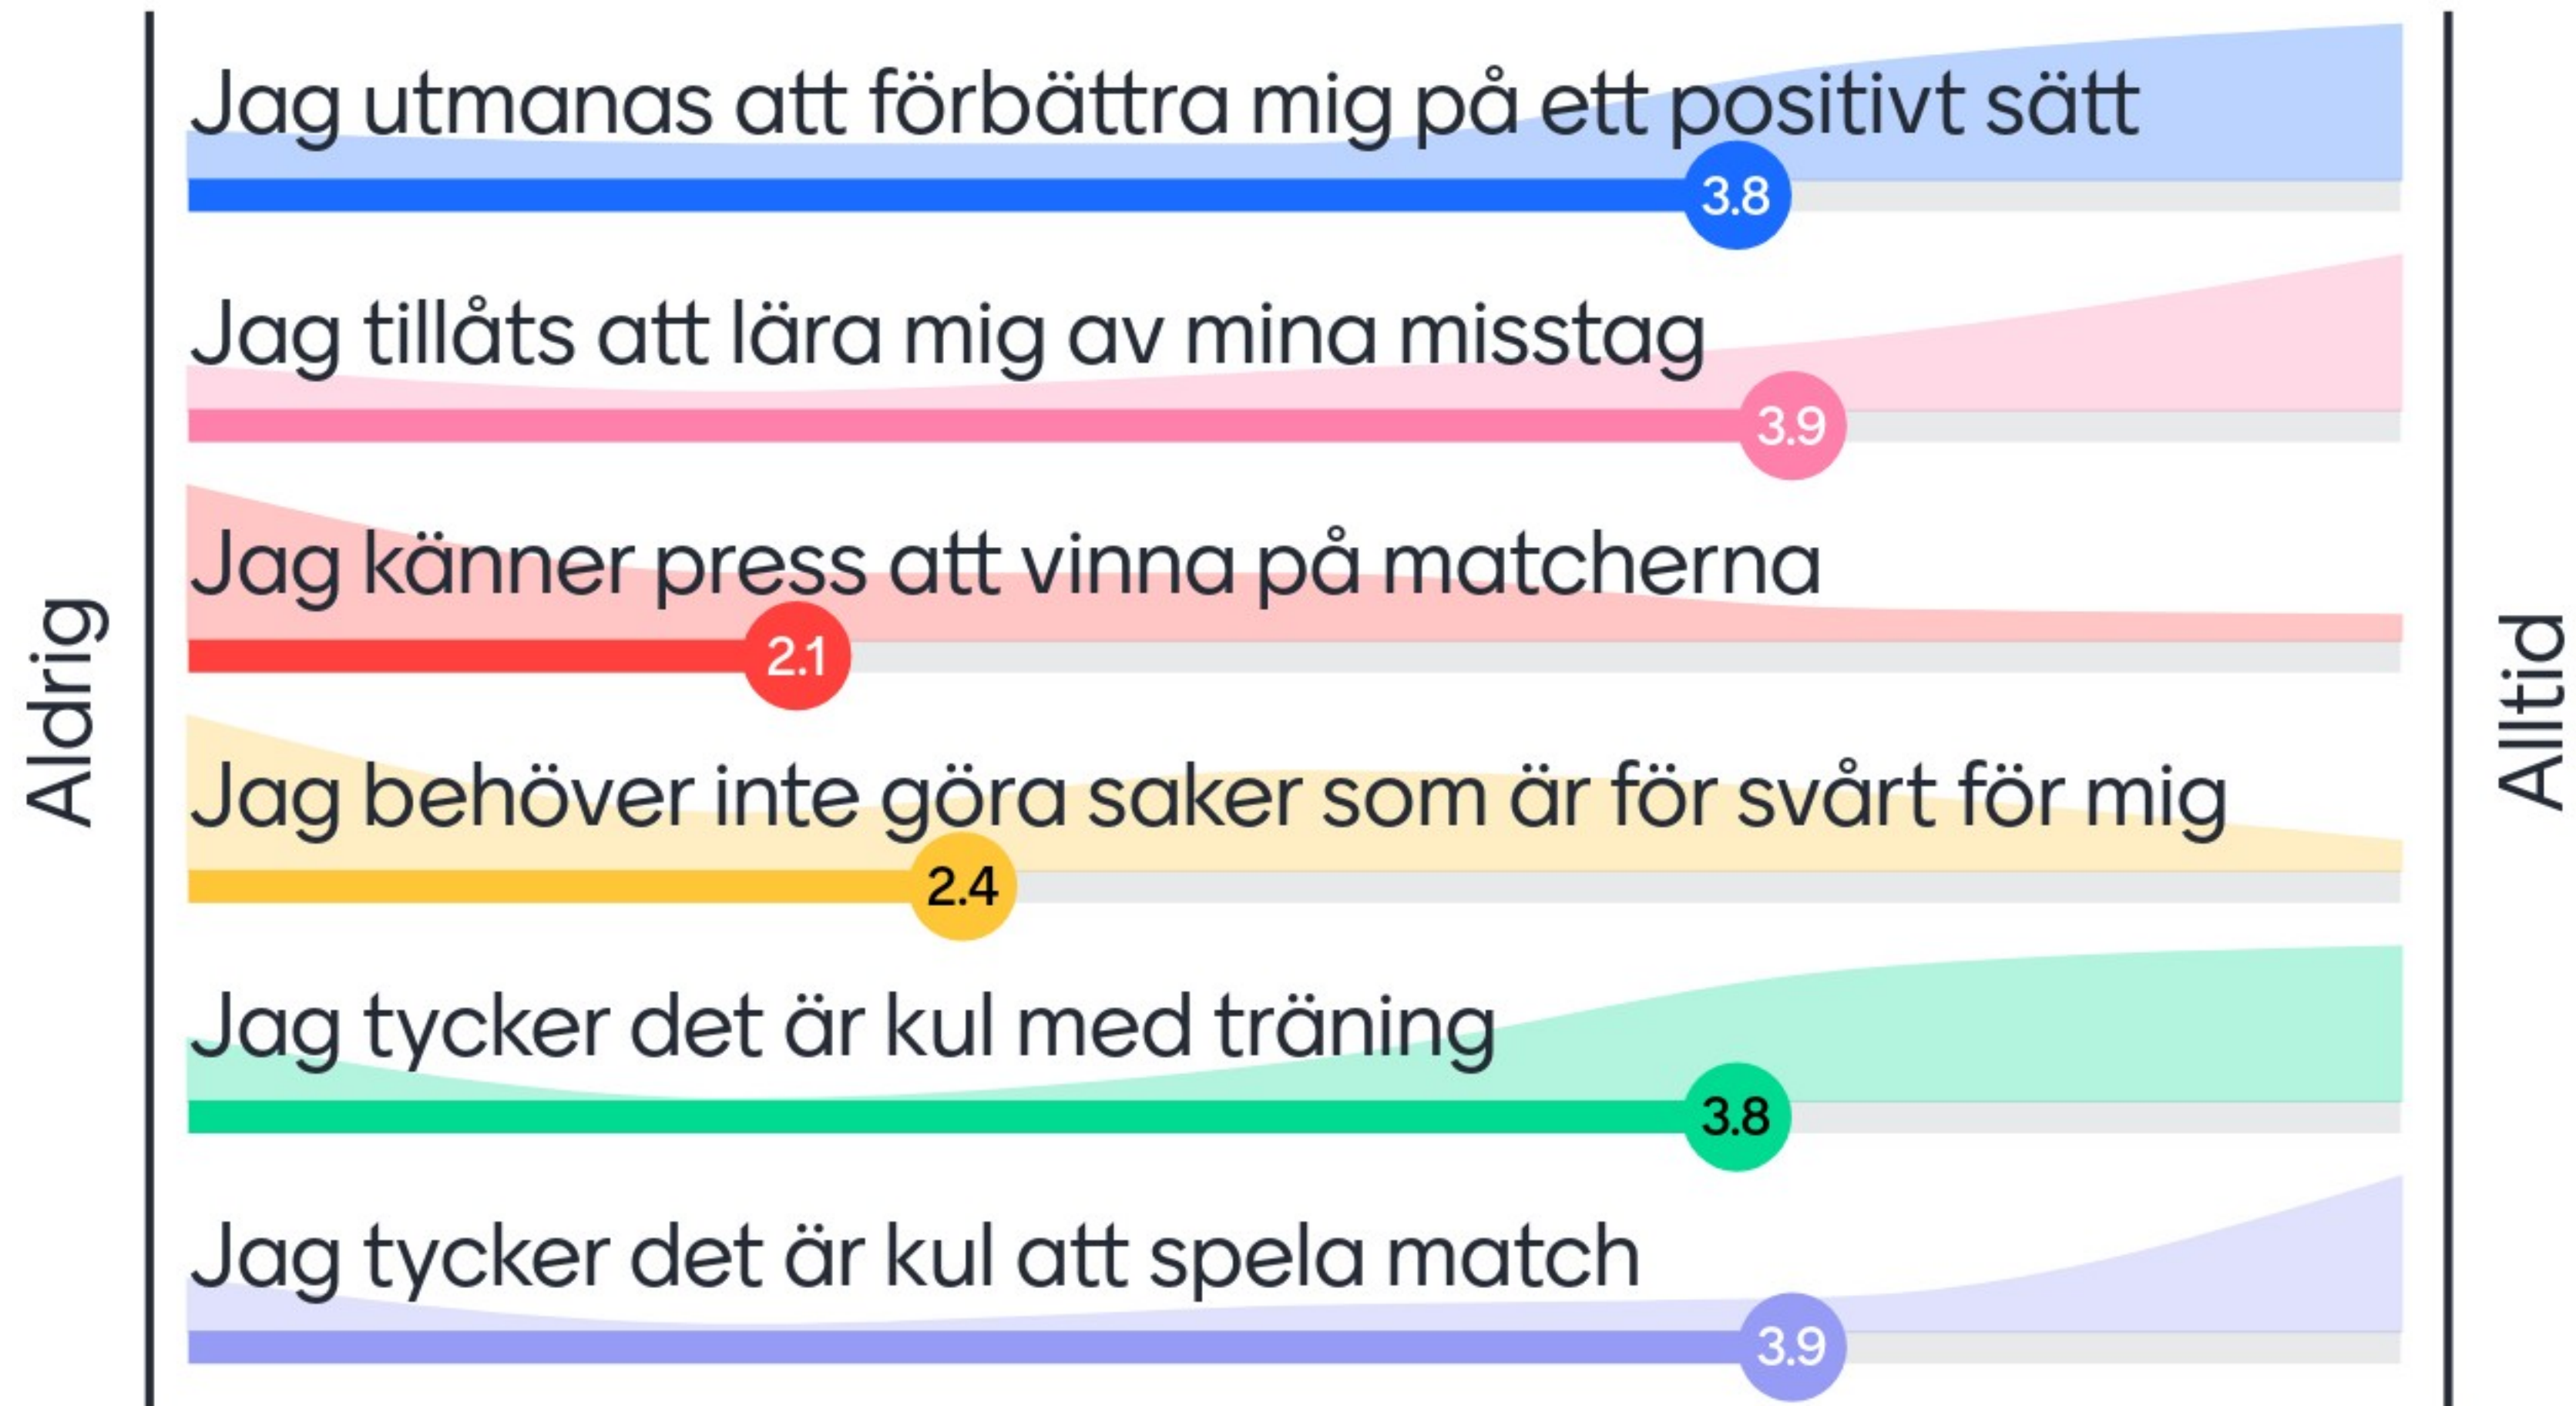 Aldrig
Jag utmanas att förbättra mig på ett positivt sätt
3.8
Jag tillåts att lära mig av mina misstag
3.9
Jag känner press att vinna på matcherna
2.1
Jag behöver inte göra saker som är för svårt för mig
2.4
Jag tycker det är kul med träning
3.8
Jag tycker det är kul att spela match
3.9
Alltid